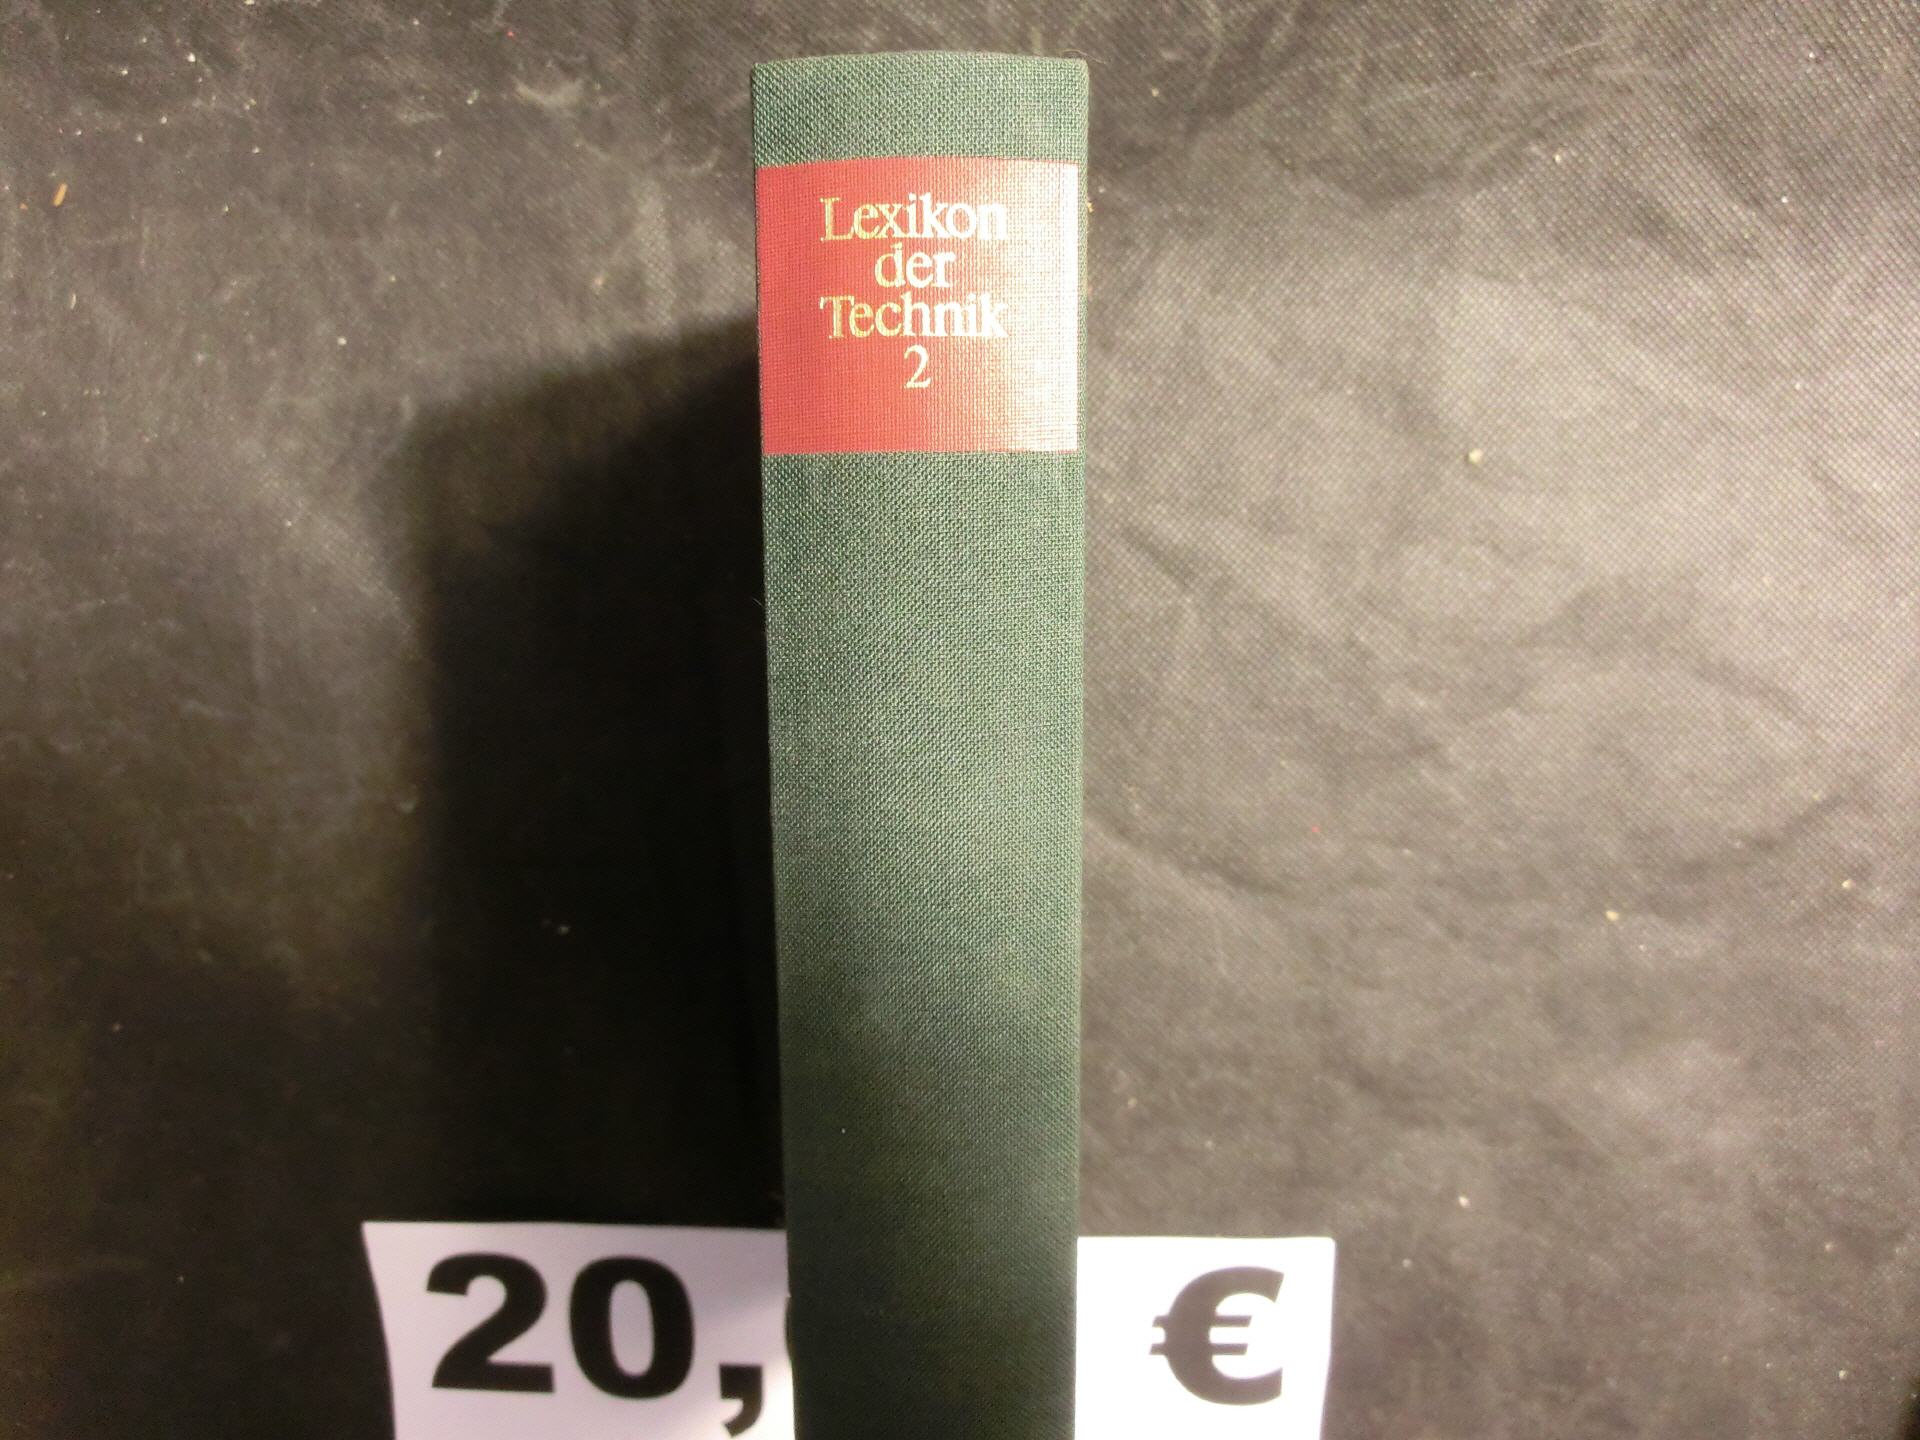 Lexikon
der
Technik
2
20, €